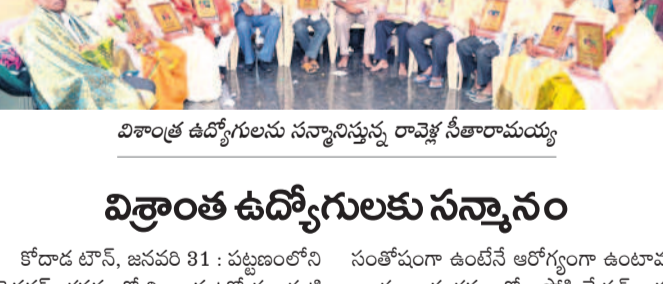 విశాంత్ర ఉద్యోగులను సన్మానిస్తున్న రావెళ్ల సీతారామయ్య
విశ్రాంత ఉద్యోగులకు సన్మానం
కోదాడ టౌన్, జనవరి 31 : పట్టణంలోని
సంతోషంగా ఉంటేనే ఆరోగ్యంగా